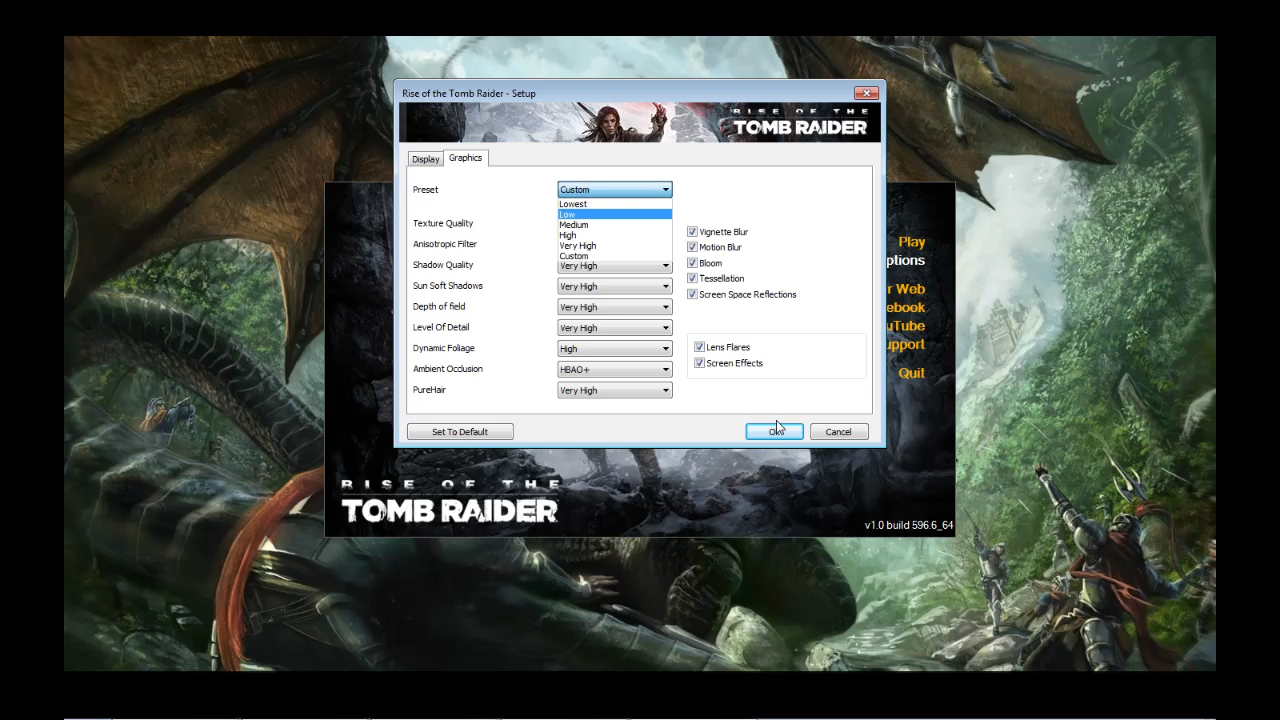 Rise of the Tomb Raider - Setup
RISE OF THE
TOMB RAIDER
Display
Graphics
Preset
Custom
Lowest
Low
Medium
High
Very High
Custom
Texture Quality
Anisotropic Filter
Shadow Quality
Very High
Sun Soft Shadows
Very High
Depth of field
Very High
Level Of Detail
Very High
Dynamic Foliage
High
Ambient Occlusion
HBAO+
PureHair
Very High
Vignette Blur
Motion Blur
Bloom
Tessellation
Screen Space Reflections
Lens Flares
Screen Effects
Set To Default
Cancel
Play
ptions
r Web
ebook
uTube
upport
Quit
RISE OF THE
TOMB RAIDER
v1.0 build 596.6_64